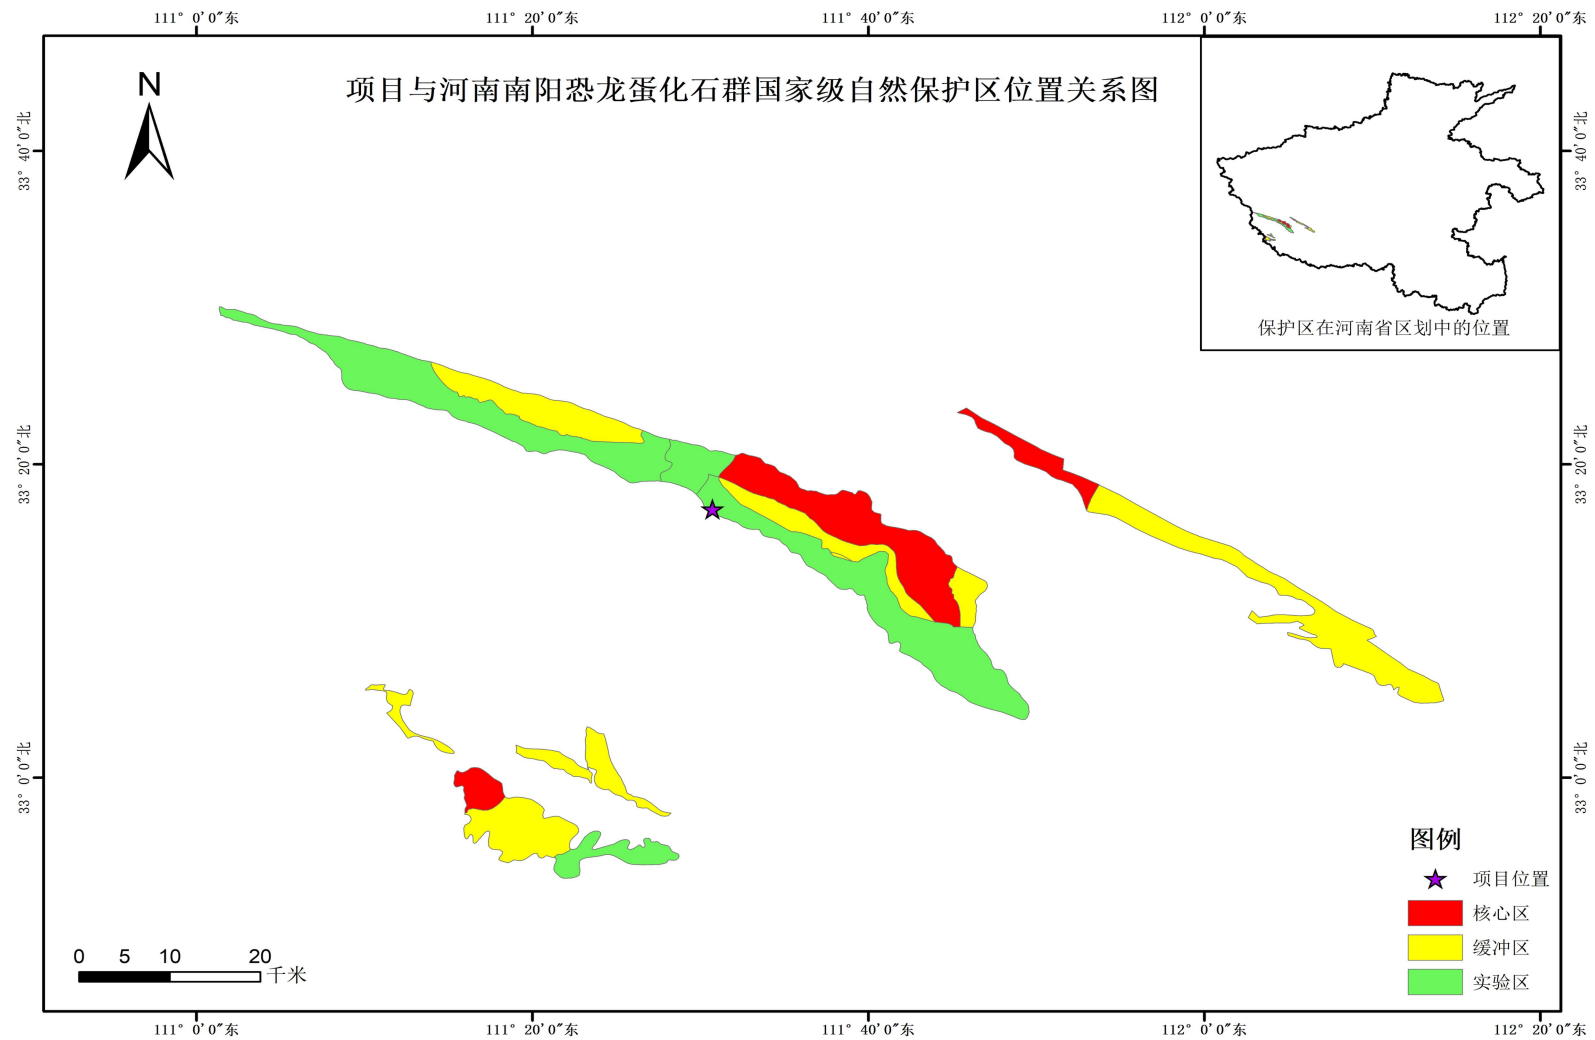 111° 0'0"东
111° 20'0"东
111° 40'0"东
112° 0'0"东
112° 20'0"东
项目与河南南阳恐龙蛋化石群国家级自然保护区位置关系图
N
33° 40'0"北
33° 40'0"北
保护区在河南省区划中的位置
33° 20'0"北
33° 20'0"北
33° 0'0"北
33° 0'0"北
图例
项目位置
核心区
缓冲区
实验区
0 5 10 20
千米
111° 0'0"东
111° 20'0"东
111° 40'0"东
112° 0'0"东
112° 20'0"东